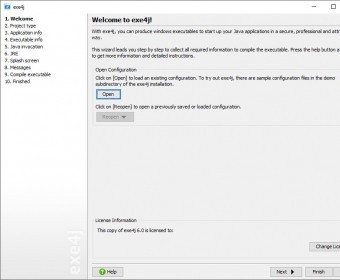 exe4j
1. Welcome
2. Project type
3. Application info
4. Executable info
5. Java invocation
6. JRE
7. Splash screen
8. Messages
9. Compile executable
10. Finished
exe4j
Welcome to exe4j!
With exe4j, you can produce windows executables to start up your Java applications in a secure, professional and
into.
This wizard leads you step by step to collect all required information to compile the executable. Press the help button a
to get more information and detailed instructions.
Open Configuration
Click on [Open] to load an existing configuration. To try out exe4j, there are sample configuration files in the demo
subdirectory of the exe4j installation.
Open
Click on [Reopen] to open a previously saved or loaded configuration.
Reopen
License Information
This copy of exe4j 6.0 is licensed to:
Change
Help
Next
Finish